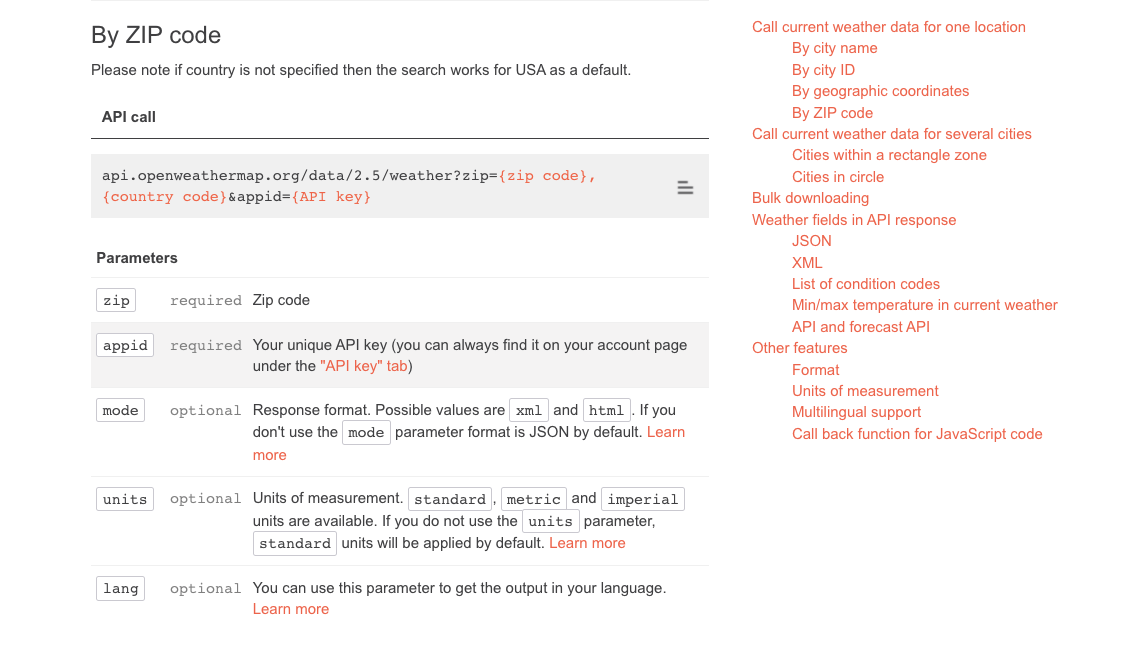 By ZIP code
Please note if country is not specified then the search works for USA as a default.
API call
api.openweathermap.org/data/2.5/weather?zip={zip code},
{country code}&appid={API key}
Parameters
zip required Zip code
appid required Your unique API key (you can always find it on your account page
under the "API key" tab)
mode optional Response format. Possible values are xml and html. If you
don't use the mode parameter format is JSON by default. Learn
more
units optional Units of measurement. standard, metric and imperial
units are available. If you do not use the units parameter,
standard units will be applied by default. Learn more
lang optional You can use this parameter to get the output in your language.
Learn more
Call current weather data for one location
By city name
By city ID
By geographic coordinates
By ZIP code
Call current weather data for several cities
Cities within a rectangle zone
Cities in circle
Bulk downloading
Weather fields in API response
JSON
XML
List of condition codes
Min/max temperature in current weather
API and forecast API
Other features
Format
Units of measurement
Multilingual support
Call back function for JavaScript code